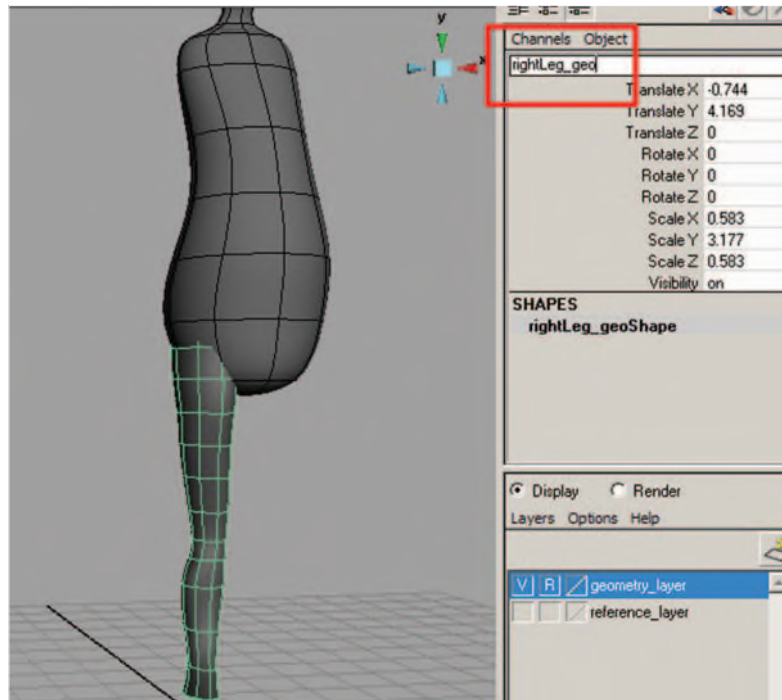 y
x
Channels Object
rightLeg_geo
Translate X -0.744
Translate Y 4.169
Translate Z 0
Rotate X 0
Rotate Y 0
Rotate Z 0
Scale X 0.583
Scale Y 3.177
Scale Z 0.583
Visibility on
SHAPES
rightLeg_geoShape
Display Render
Layers Options Help
V R geometry_layer
reference_layer